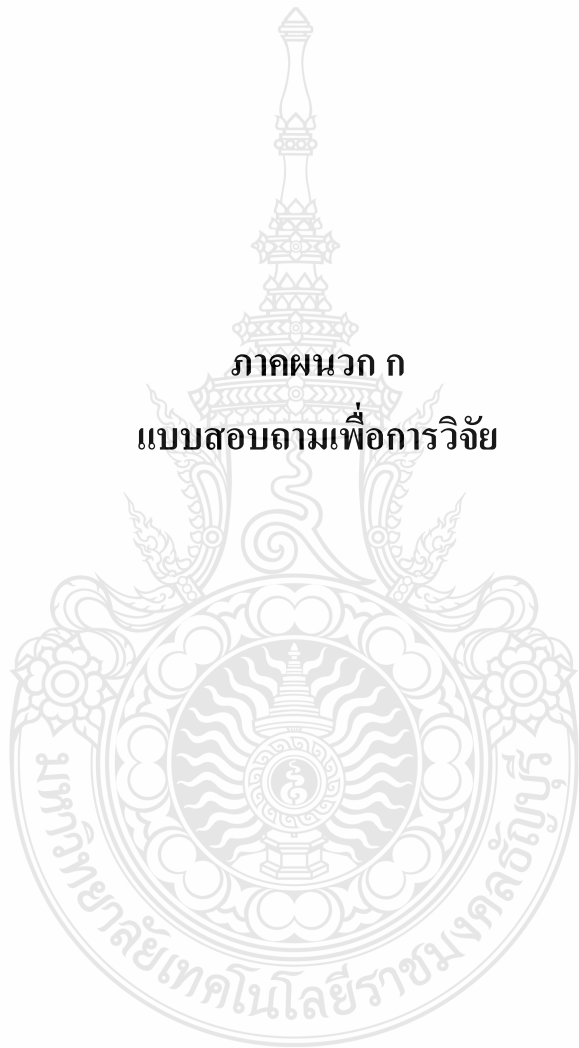 ภาคผนวก ก
แบบสอบถามเพื่อการวิจัย
มหาวิทยาลัยเทคโนโลยีราชมงคลธัญบุรี